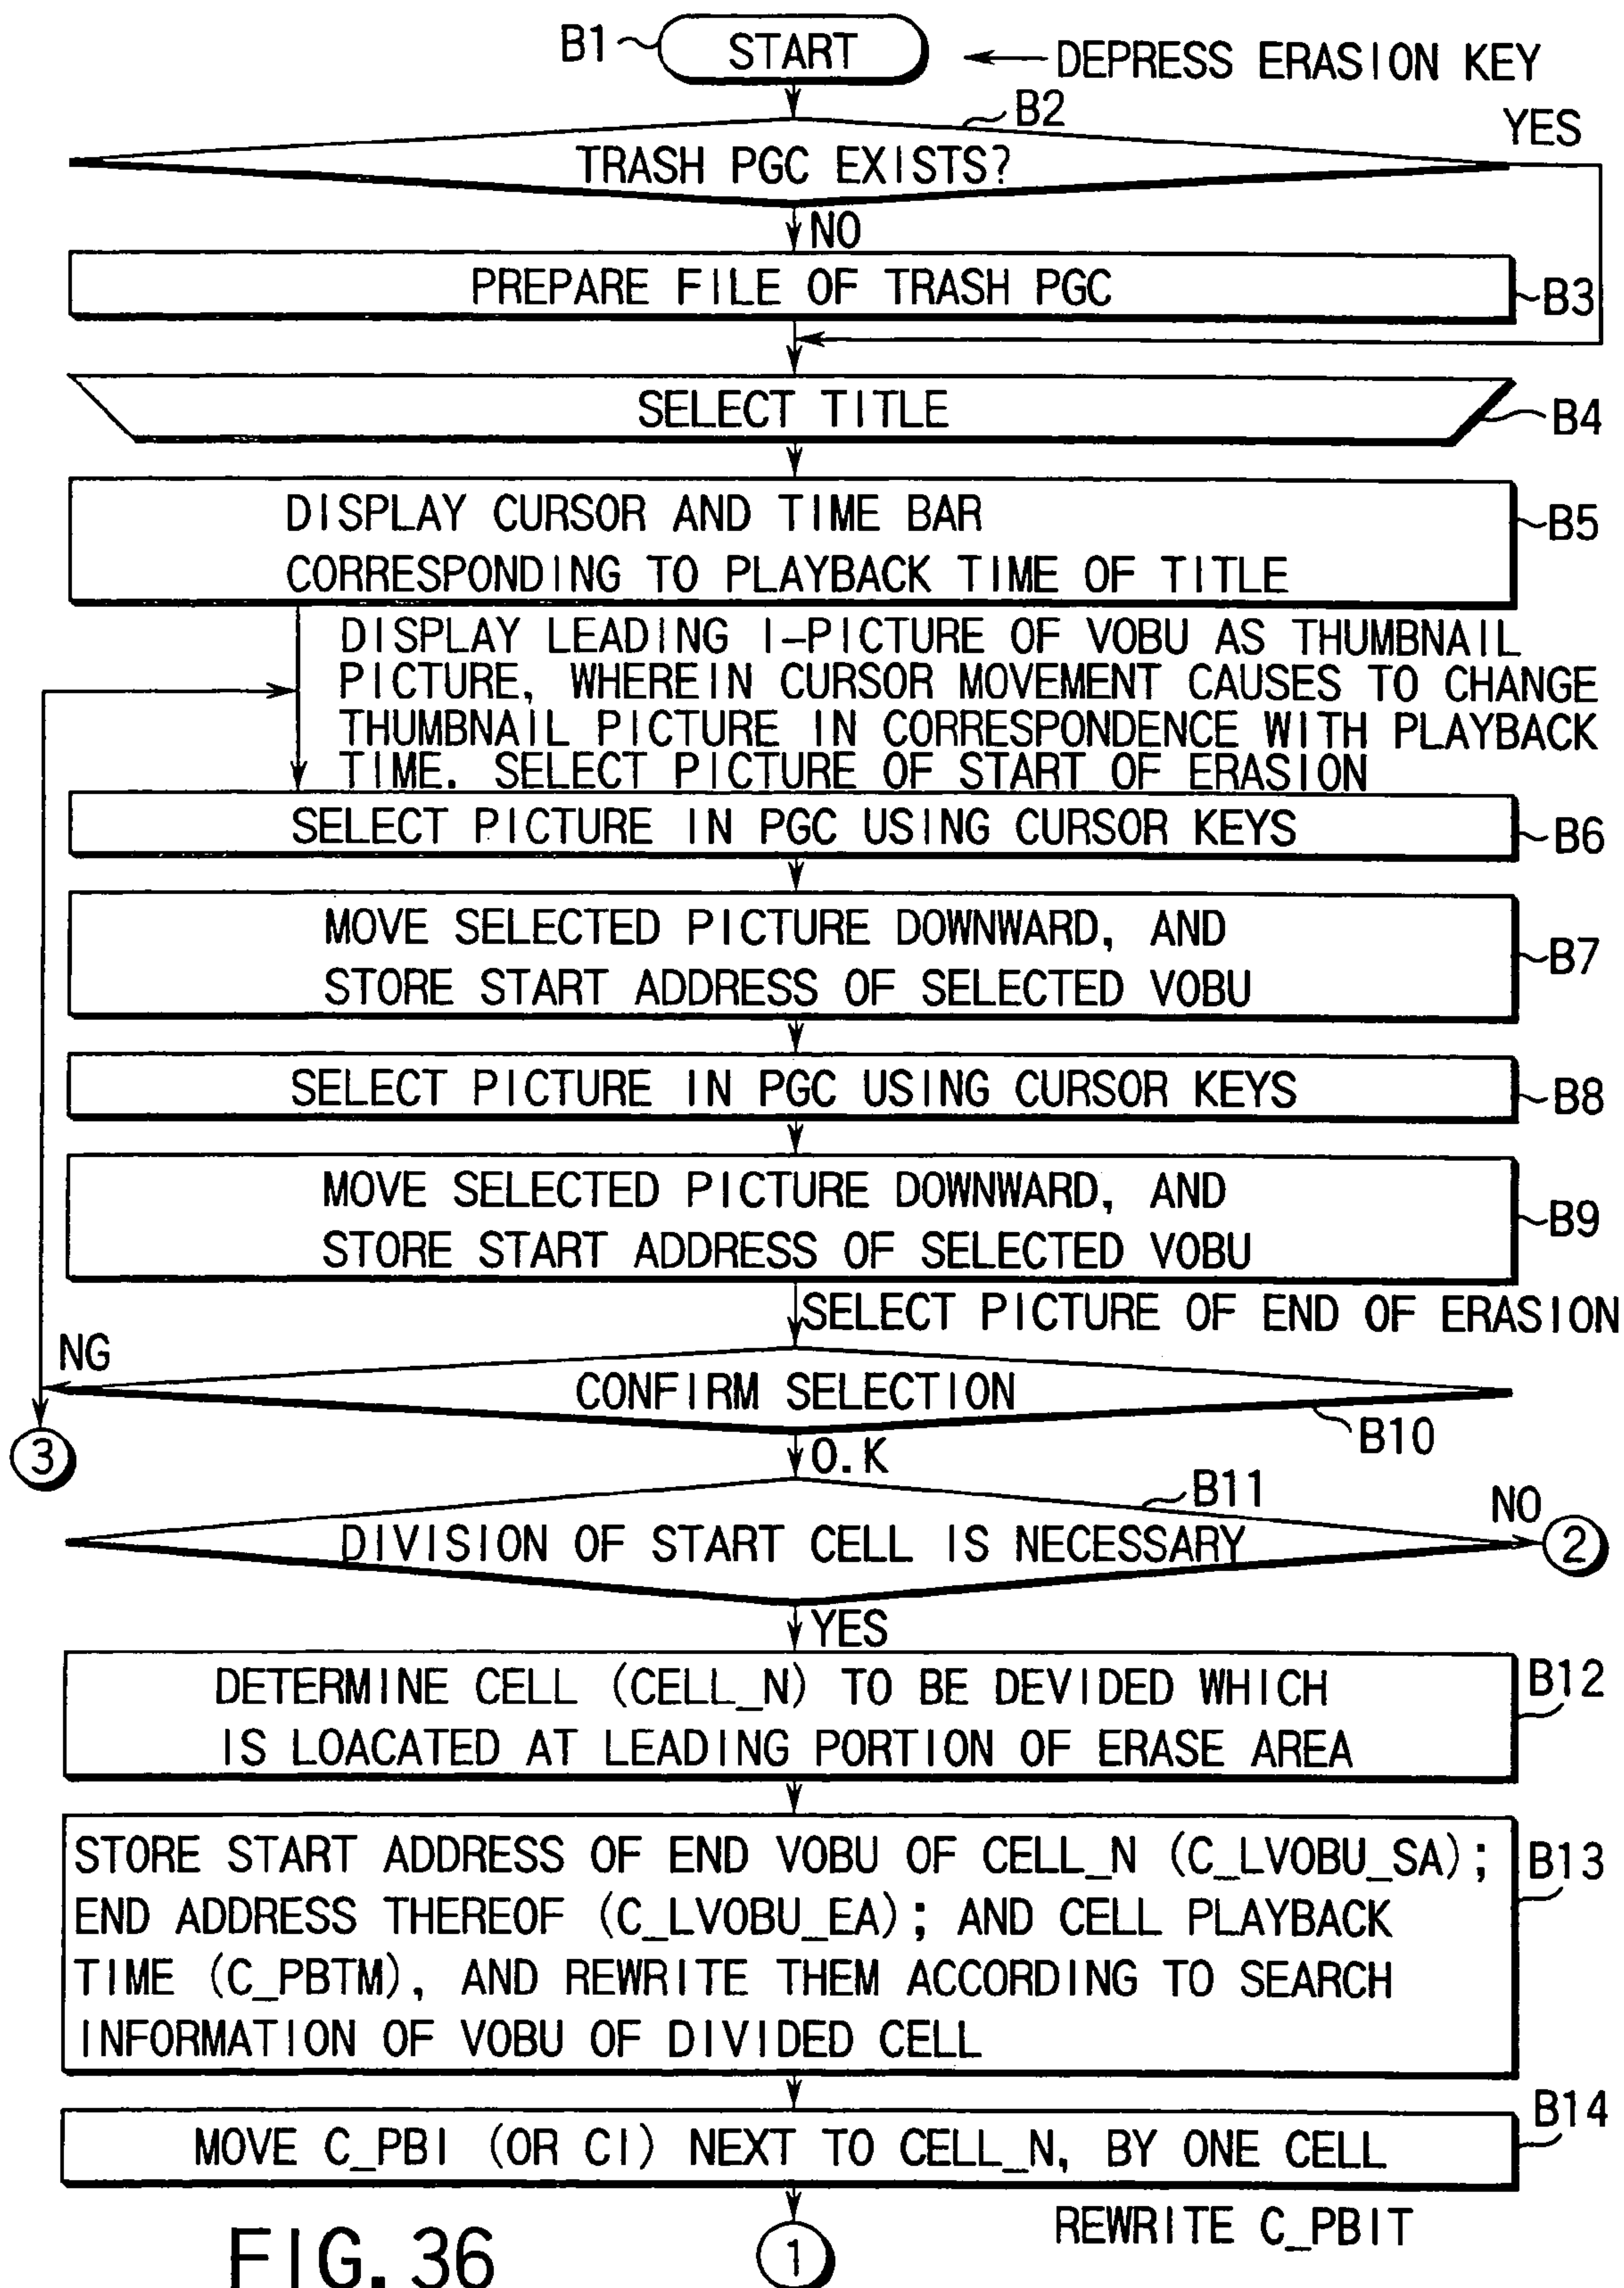 B1
START
DEPRESS ERASION KEY
B2
YES
TRASH PGC EXISTS?
NO
PREPARE FILE OF TRASH PGC
B3
SELECT TITLE
B4
DISPLAY CURSOR AND TIME BAR
CORRESPONDING TO PLAYBACK TIME OF TITLE
B5
DISPLAY LEADING I-PICTURE OF VOBU AS THUMBNAIL
PICTURE, WHEREIN CURSOR MOVEMENT CAUSES TO CHANGE
THUMBNAIL PICTURE IN CORRESPONDENCE WITH PLAYBACK
TIME. SELECT PICTURE OF START OF ERASION
SELECT PICTURE IN PGC USING CURSOR KEYS
B6
MOVE SELECTED PICTURE DOWNWARD, AND
STORE START ADDRESS OF SELECTED VOBU
B7
SELECT PICTURE IN PGC USING CURSOR KEYS
B8
MOVE SELECTED PICTURE DOWNWARD, AND
STORE START ADDRESS OF SELECTED VOBU
B9
SELECT PICTURE OF END OF ERASION
NG
CONFIRM SELECTION
B10
3
O.K
B11
NO
DIVISION OF START CELL IS NECESSARY
2
YES
DETERMINE CELL (CELL_N) TO BE DEVIDED WHICH
IS LOACATED AT LEADING PORTION OF ERASE AREA
B12
STORE START ADDRESS OF END VOBU OF CELL_N (C_LVOBU_SA);
END ADDRESS THEREOF (C_LVOBU_EA); AND CELL PLAYBACK
TIME (C_PBTM), AND REWRITE THEM ACCORDING TO SEARCH
INFORMATION OF VOBU OF DIVIDED CELL
B13
MOVE C_PBI (OR CI) NEXT TO CELL_N, BY ONE CELL
B14
REWRITE C_PBIT
1
FIG. 36